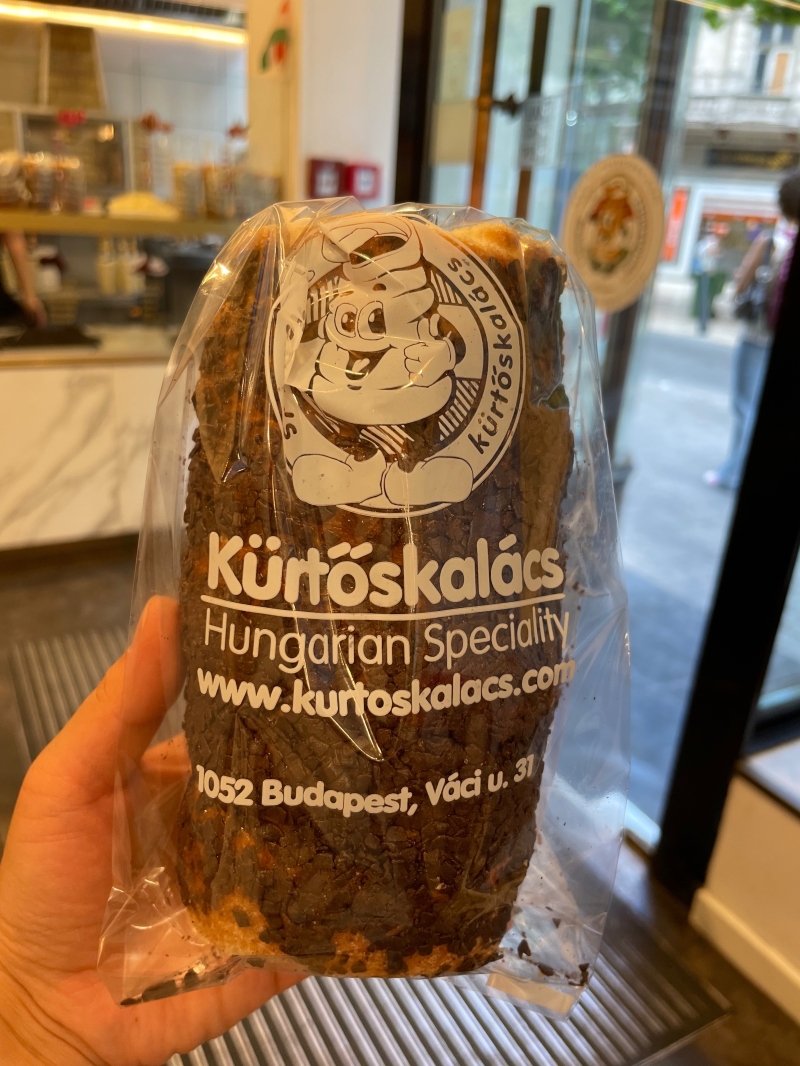 kürtőskalács
Kürtőskalács
Hungarian Speciality
www.kurtoskalacs.com
1052 Budapest, Váci u. 31